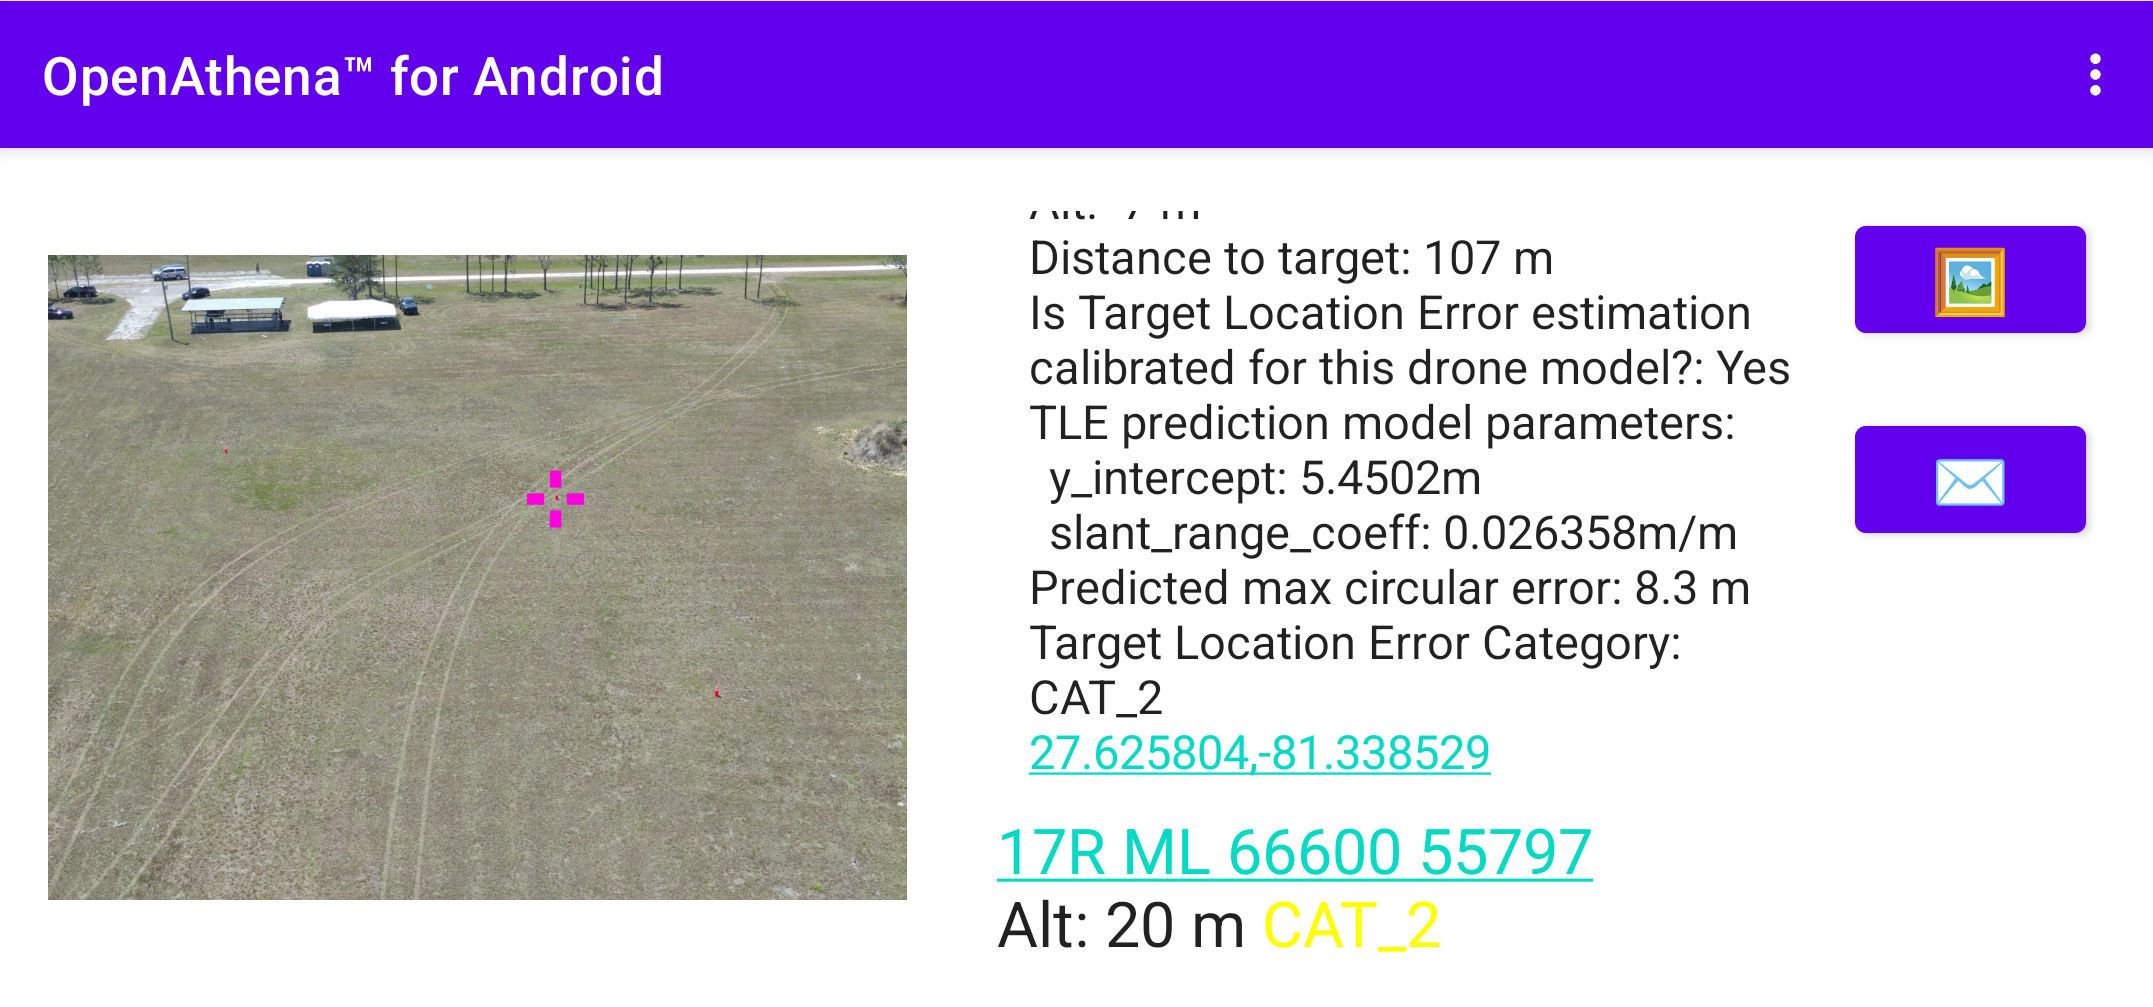 OpenAthena™ for Android
Distance to target: 107 m
Is Target Location Error estimation
calibrated for this drone model?: Yes
TLE prediction model parameters:
y_intercept: 5.4502m
slant_range_coeff: 0.026358m/m
Predicted max circular error: 8.3 m
Target Location Error Category:
CAT_2
27.625804,-81.338529
17R ML 66600 55797
Alt: 20 m CAT_2